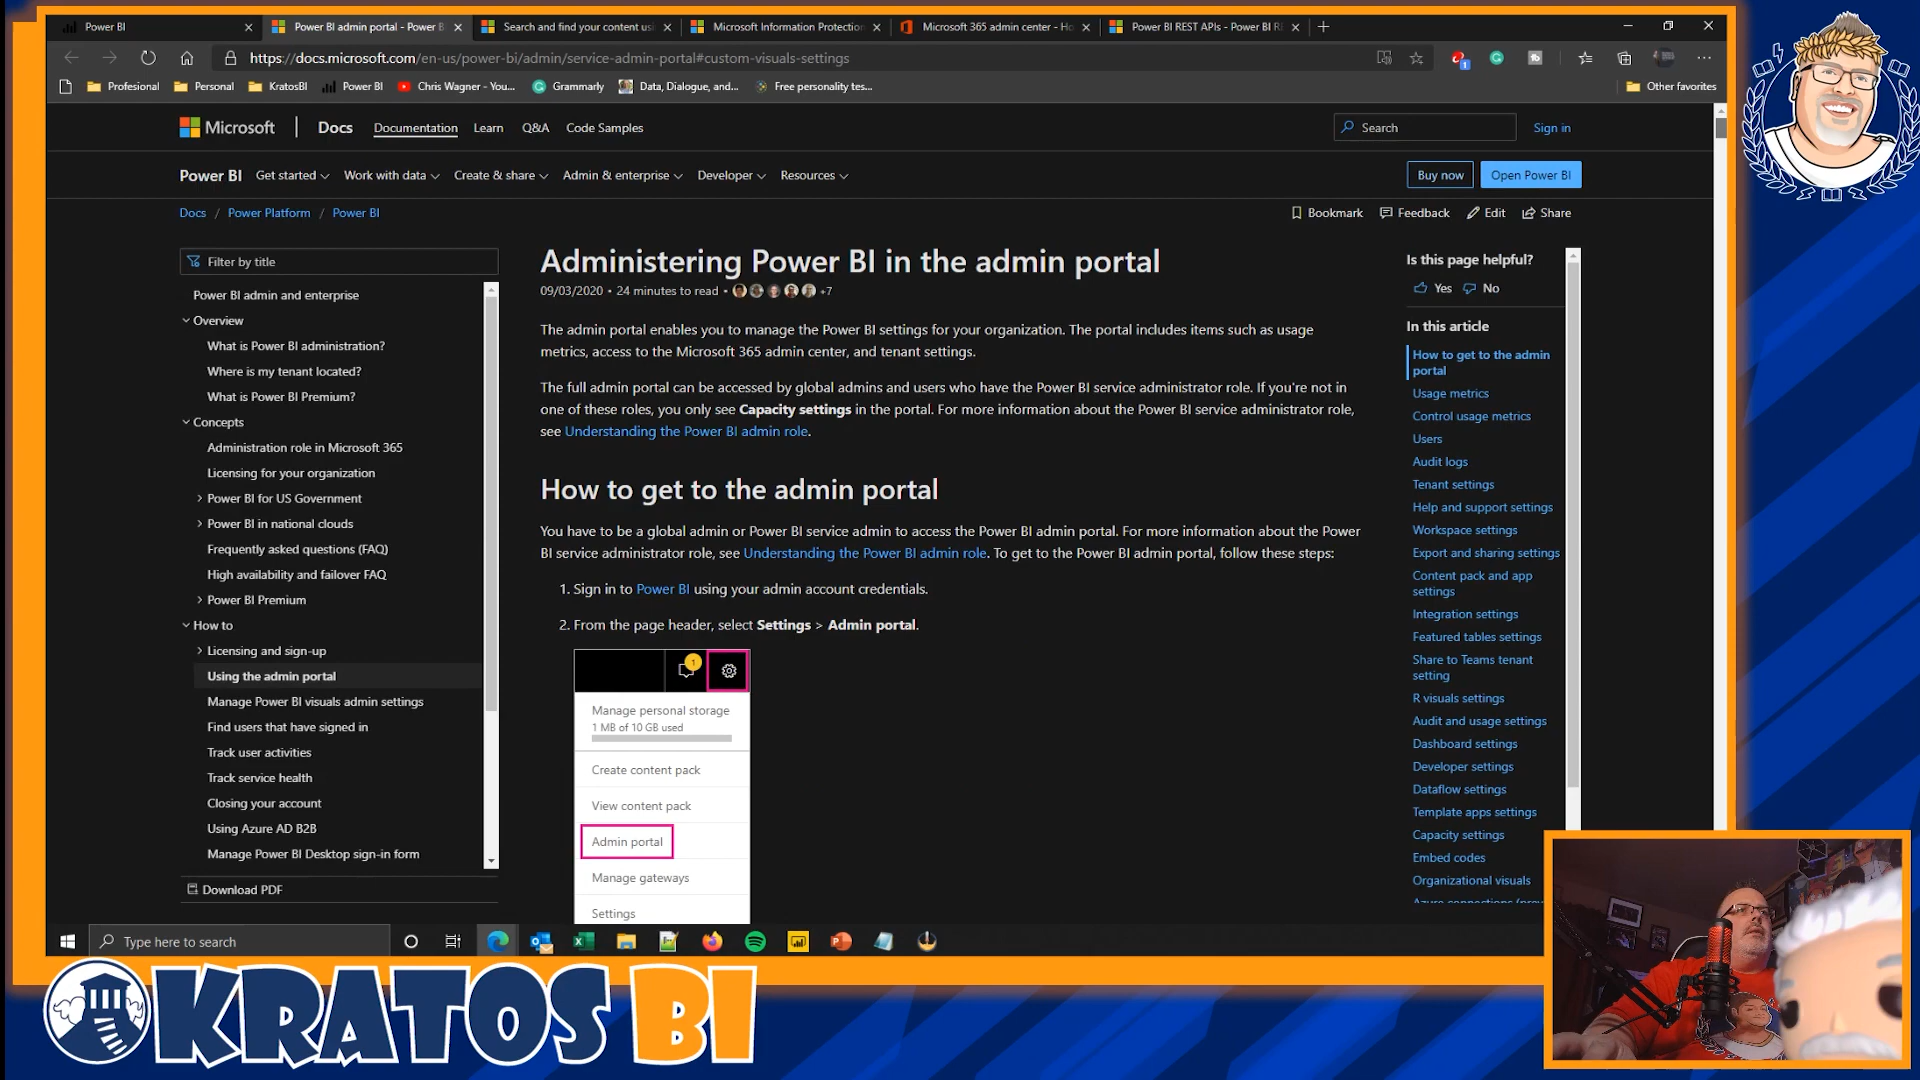 Power BI
Power BI admin portal - Power B
Search and find your content usi
Microsoft Information Protection
Microsoft 365 admin center - Ho
Power BI REST APIs - Power BI RE
https://docs.microsoft.com/en-us/power-bi/admin/service-admin-portal#custom-visuals-settings
1
Profesional
Personal
KratosBI
Power BI
Chris Wagner - You...
Grammarly
Data, Dialogue, and...
Free personality tes...
Other favorites
Microsoft
Docs
Documentation
Learn
Q&A
Code Samples
Search
Sign in
Power BI
Get started
Work with data
Create & share
Admin & enterprise
Developer
Resources
Buy now
Open Power BI
Docs / Power Platform / Power BI
Bookmark
Feedback
Edit
Share
Filter by title
Power BI admin and enterprise
Overview
What is Power BI administration?
Where is my tenant located?
What is Power BI Premium?
Concepts
Administration role in Microsoft 365
Licensing for your organization
Power BI for US Government
Power BI in national clouds
Frequently asked questions (FAQ)
High availability and failover FAQ
Power BI Premium
How to
Licensing and sign-up
Using the admin portal
Manage Power BI visuals admin settings
Find users that have signed in
Track user activities
Track service health
Closing your account
Using Azure AD B2B
Manage Power BI Desktop sign-in form
Download PDF
Administering Power BI in the admin portal
09/03/2020 • 24 minutes to read • +7
The admin portal enables you to manage the Power BI settings for your organization. The portal includes items such as usage
metrics, access to the Microsoft 365 admin center, and tenant settings.
The full admin portal can be accessed by global admins and users who have the Power BI service administrator role. If you're not in
one of these roles, you only see Capacity settings in the portal. For more information about the Power BI service administrator role,
see Understanding the Power BI admin role.
How to get to the admin portal
You have to be a global admin or Power BI service admin to access the Power BI admin portal. For more information about the Power
BI service administrator role, see Understanding the Power BI admin role. To get to the Power BI admin portal, follow these steps:
1. Sign in to Power BI using your admin account credentials.
2. From the page header, select Settings > Admin portal.
1
Manage personal storage
1 MB of 10 GB used
Create content pack
View content pack
Admin portal
Manage gateways
Settings
Is this page helpful?
Yes
No
In this article
How to get to the admin
portal
Usage metrics
Control usage metrics
Users
Audit logs
Tenant settings
Help and support settings
Workspace settings
Export and sharing settings
Content pack and app
settings
Integration settings
Featured tables settings
Share to Teams tenant
setting
R visuals settings
Audit and usage settings
Dashboard settings
Developer settings
Dataflow settings
Template apps settings
Capacity settings
Embed codes
Organizational visuals
Type here to search
KRATOS BI